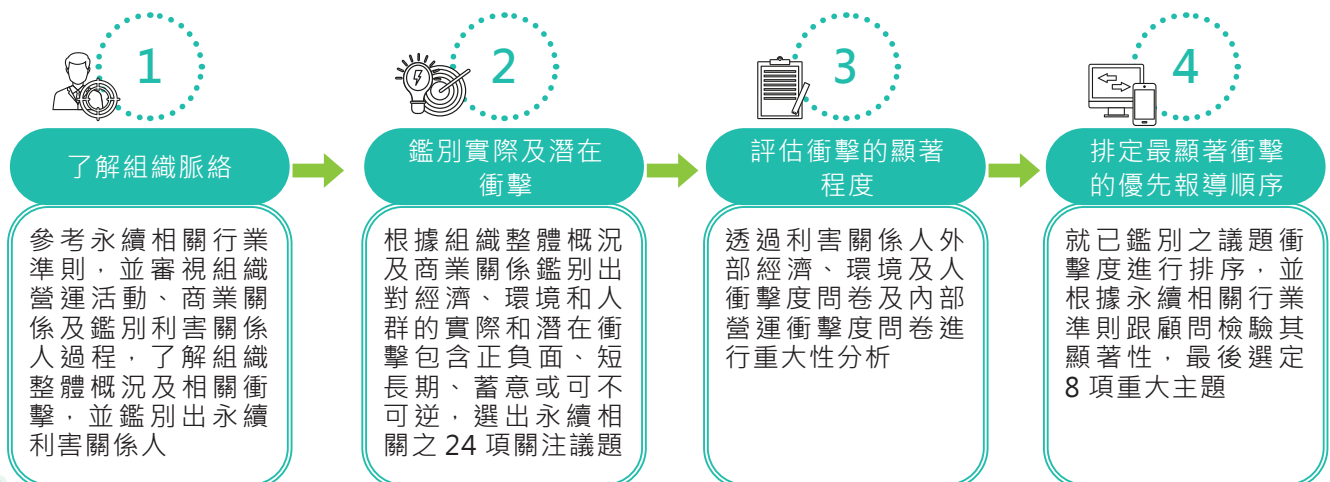 1
了解組織脈絡
參考永續相關行業
準則，並審視組織
營運活動、商業關
係及鑑別利害關係
人過程，了解組織
整體概況及相關衝
擊，並鑑別出永續
利害關係人
2
鑑別實際及潛在
衝擊
根據組織整體概況
及商業關係鑑別出
對經濟、環境和人
群的實際和潛在衝
擊包含正負面、短
長期、蓄意或可不
可逆，選出永續相
關之 24 項關注議題
3
評估衝擊的顯著
程度
透過利害關係人外
部經濟、環境及人
衝擊度問卷及內部
營運衝擊度問卷進
行重大性分析
4
排定最顯著衝擊
的優先報導順序
就已鑑別之議題衝
擊度進行排序，並
根據永續相關行業
準則跟顧問檢驗其
顯著性，最後選定
8 項重大主題